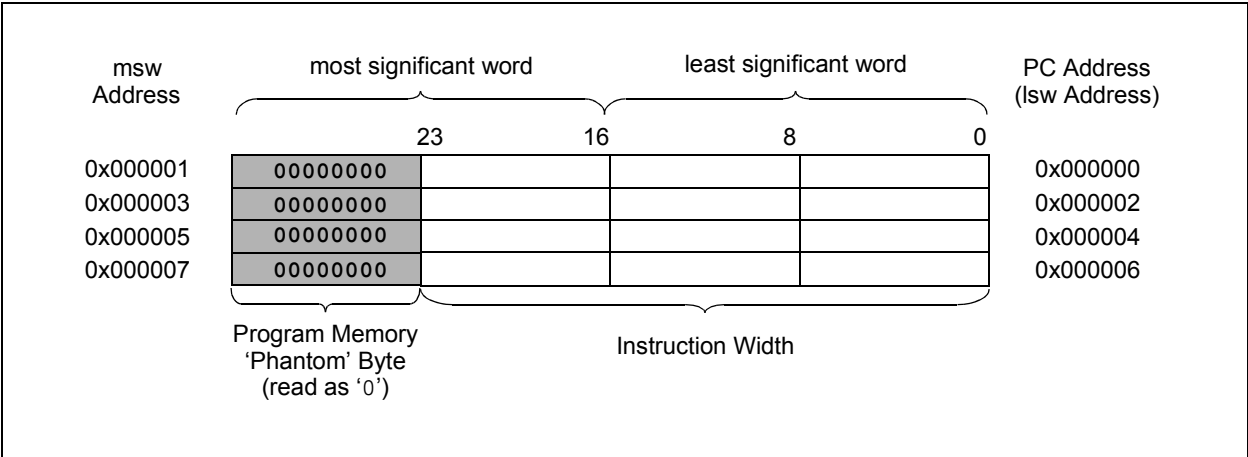 msw
Address
most significant word
least significant word
PC Address
(lsw Address)
23 16 8 0
0x000001 00000000 0x000000
0x000003 00000000 0x000002
0x000005 00000000 0x000004
0x000007 00000000 0x000006
Program Memory
‘Phantom’ Byte
(read as ‘0’)
Instruction Width